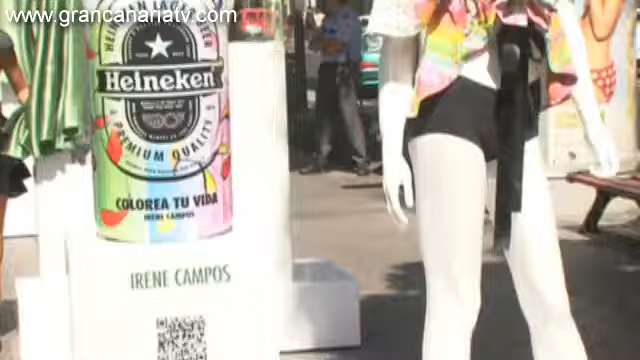 www.grancanariatv.com
Heineken
PREMIUM QUALITY
COLOREA TU VIDA
IRENE CAMPOS
IRENE CAMPOS